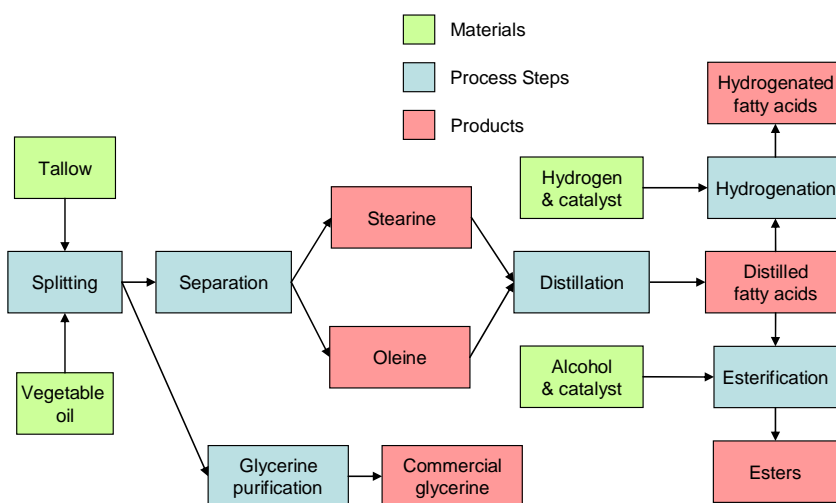 Materials
Process Steps
Products
Hydrogenated
fatty acids
Tallow
Hydrogen
& catalyst
Hydrogenation
Stearine
Splitting
Separation
Distillation
Distilled
fatty acids
Oleine
Vegetable
oil
Alcohol
& catalyst
Esterification
Glycerine
purification
Commercial
glycerine
Esters